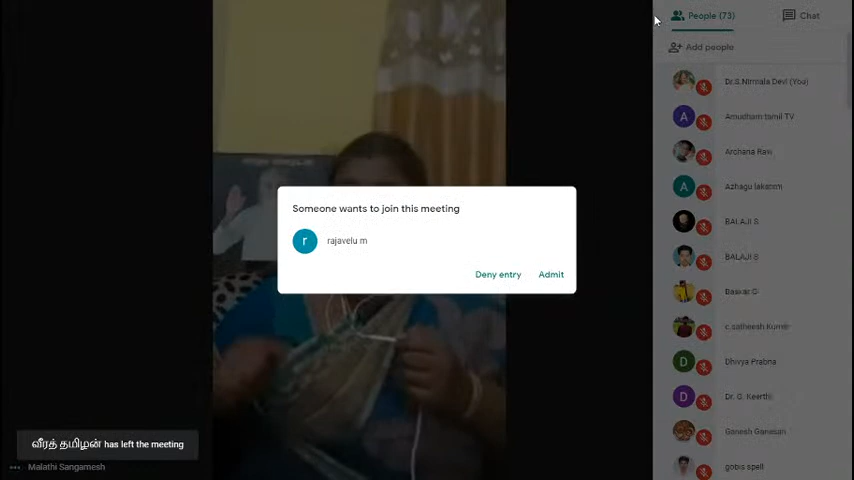 People (73)
Chat
Add people
Dr.S.Nirmala Devi (You)
Amudham tamil TV
Archana Raw
Azhagu lakshmi
BALAJI S
BALAJI S
Baskar G
c.satheesh Kumar
Dhivya Prabha
Dr. G. Keerthi
Ganesh Ganesan
gobis spell
Someone wants to join this meeting
r
rajavelu m
Deny entry
Admit
வீரத் தமிழன் has left the meeting
Malathi Sangamesh